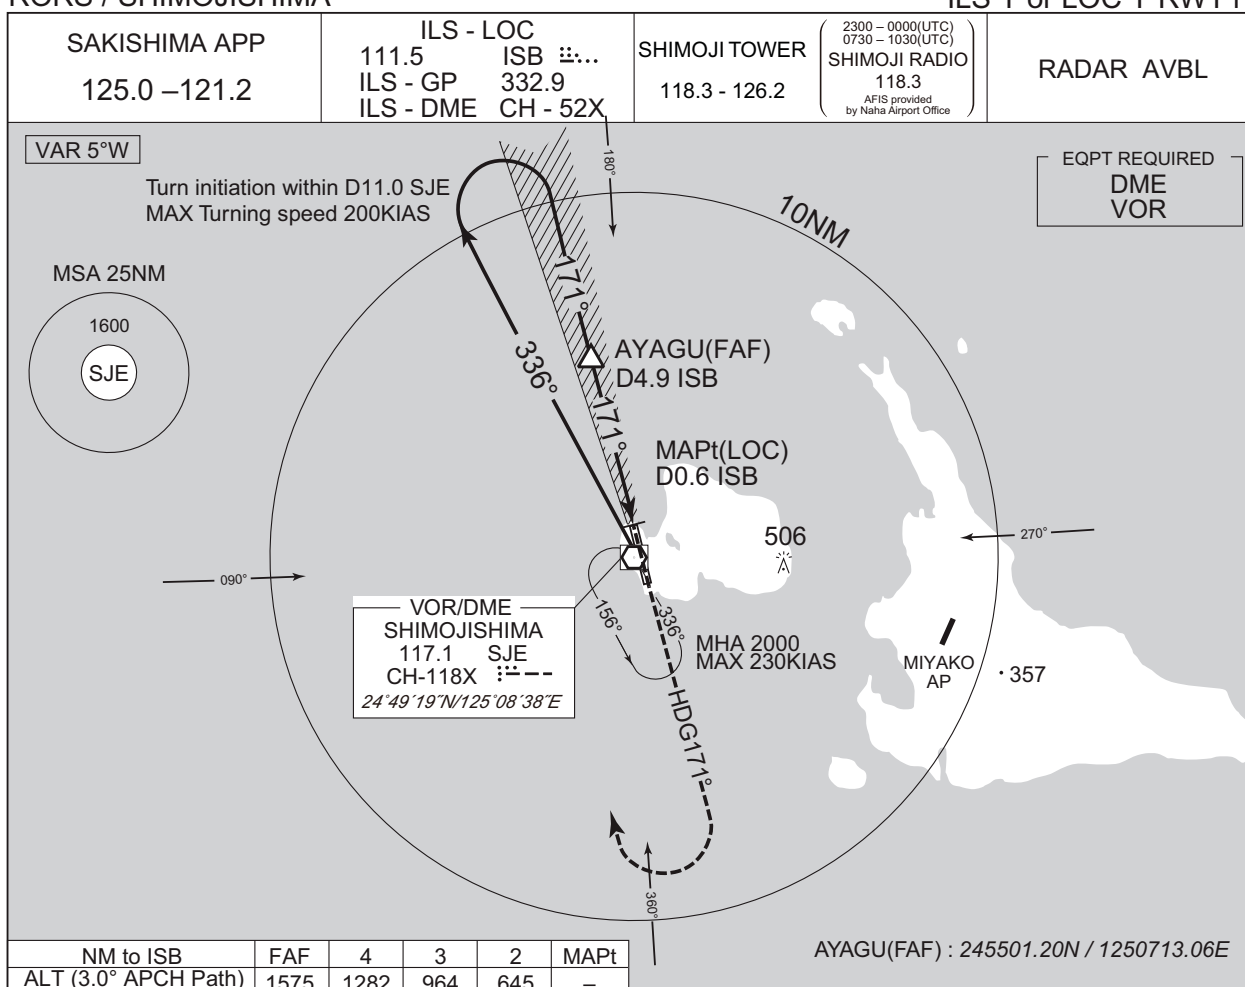 SAKISHIMA APP
125.0 –121.2
ILS - LOC
111.5 ISB
ILS - GP 332.9
ILS - DME CH - 52X
SHIMOJI TOWER
118.3 - 126.2
2300 – 0000(UTC)
0730 – 1030(UTC)
SHIMOJI RADIO
118.3
AFIS provided
by Naha Airport Office
RADAR AVBL
VAR 5°W
EQPT REQUIRED
DME
VOR
Turn initiation within D11.0 SJE
MAX Turning speed 200KIAS
180°
10NM
MSA 25NM
1600
SJE
171°
336°
AYAGU(FAF)
D4.9 ISB
171°
MAPt(LOC)
D0.6 ISB
506
270°
090°
VOR/DME
SHIMOJISHIMA
117.1 SJE
CH-118X
24°49´19˝N/125°08´38˝E
156°
336°
MHA 2000
MAX 230KIAS
MIYAKO
AP
357
HDG171°
360°
AYAGU(FAF) : 245501.20N / 1250713.06E
NM to ISB FAF 4 3 2 MAPt
ALT (3.0° APCH Path) 1575 1282 964 645 –